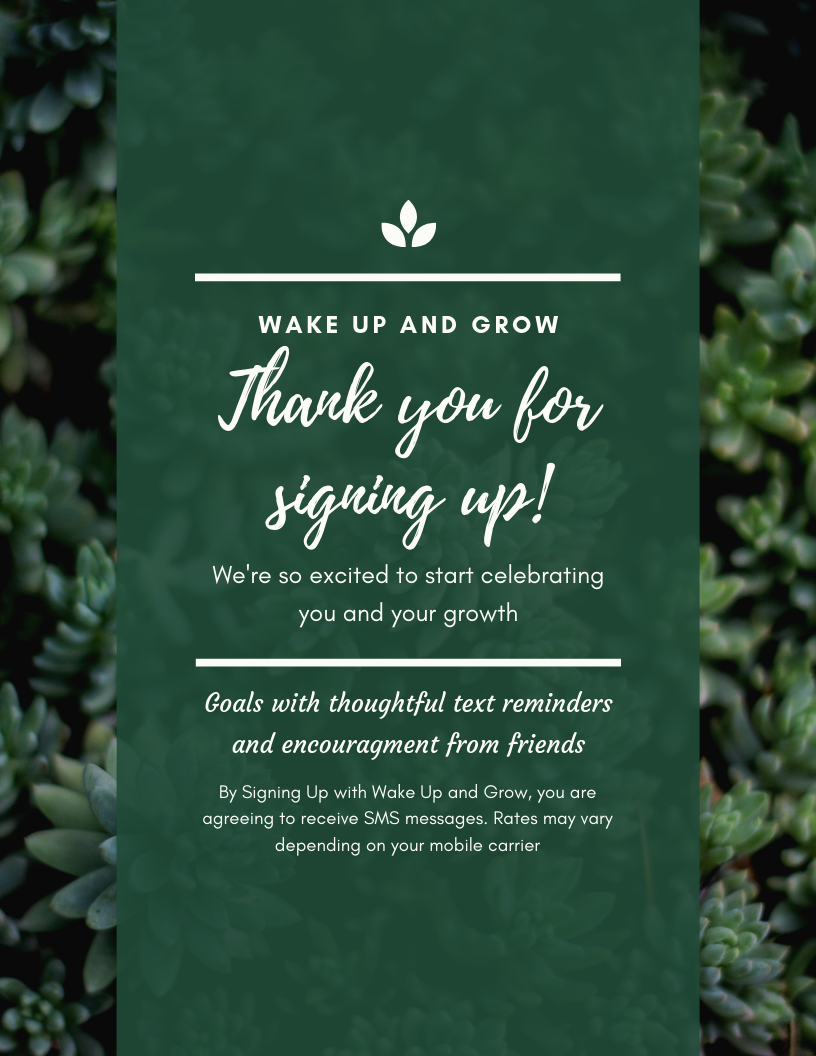 WAKE UP AND GROW
Thank you for
signing up!
We're so excited to start celebrating
you and your growth
Goals with thoughtful text reminders
and encouragment from friends
By Signing Up with Wake Up and Grow, you are
agreeing to receive SMS messages. Rates may vary
depending on your mobile carrier